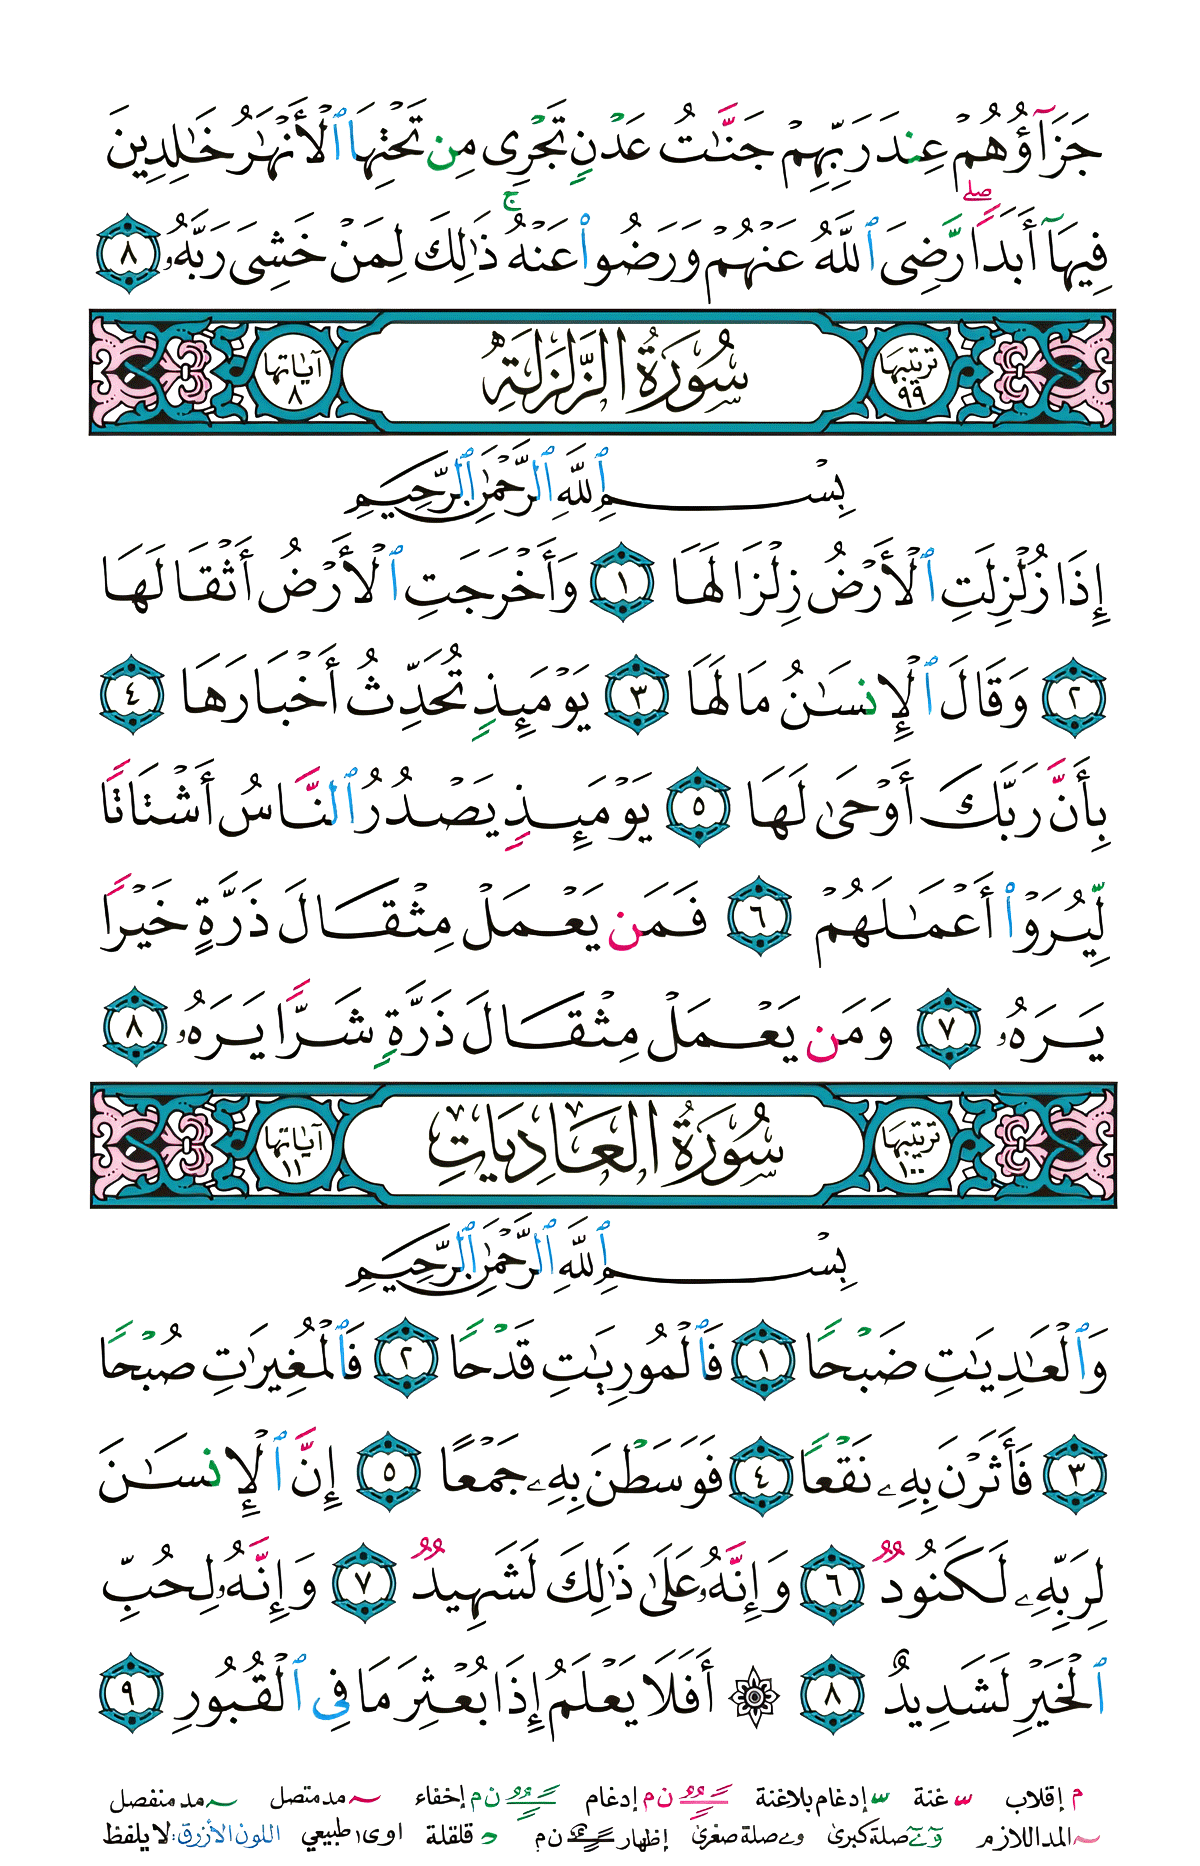 جَزَآؤُهُمْ عِندَ رَبِّهِمْ جَنَّـٰتُ عَدْنٍ تَجْرِى مِن تَحْتِهَا ٱلْأَنْهَـٰرُ خَـٰلِدِينَ
فِيهَآ أَبَدًا ۖ رَّضِىَ ٱللَّهُ عَنْهُمْ وَرَضُوا۟ عَنْهُ ۚ ذَٰلِكَ لِمَنْ خَشِىَ رَبَّهُۥ ٨
ترتيبها ٩٩ سُورَةُ الزَّلْزَلَةِ آياتها ٨
بِسْمِ ٱللَّهِ ٱلرَّحْمَـٰنِ ٱلرَّحِيمِ
إِذَا زُلْزِلَتِ ٱلْأَرْضُ زِلْزَالَهَا ١ وَأَخْرَجَتِ ٱلْأَرْضُ أَثْقَالَهَا
٢ وَقَالَ ٱلْإِنسَـٰنُ مَا لَهَا ٣ يَوْمَئِذٍ تُحَدِّثُ أَخْبَارَهَا ٤
بِأَنَّ رَبَّكَ أَوْحَىٰ لَهَا ٥ يَوْمَئِذٍ يَصْدُرُ ٱلنَّاسُ أَشْتَاتًا
لِّيُرَوْا۟ أَعْمَـٰلَهُمْ ٦ فَمَن يَعْمَلْ مِثْقَالَ ذَرَّةٍ خَيْرًا
يَرَهُۥ ٧ وَمَن يَعْمَلْ مِثْقَالَ ذَرَّةٍ شَرًّا يَرَهُۥ ٨
ترتيبها ١٠٠ سُورَةُ الْعَادِيَاتِ آياتها ١١
بِسْمِ ٱللَّهِ ٱلرَّحْمَـٰنِ ٱلرَّحِيمِ
وَٱلْعَـٰدِيَـٰتِ ضَبْحًا ١ فَٱلْمُورِيَـٰتِ قَدْحًا ٢ فَٱلْمُغِيرَٰتِ صُبْحًا
٣ فَأَثَرْنَ بِهِۦ نَقْعًا ٤ فَوَسَطْنَ بِهِۦ جَمْعًا ٥ إِنَّ ٱلْإِنسَـٰنَ
لِرَبِّهِۦ لَكَنُودٌ ٦ وَإِنَّهُۥ عَلَىٰ ذَٰلِكَ لَشَهِيدٌ ٧ وَإِنَّهُۥ لِحُبِّ
ٱلْخَيْرِ لَشَدِيدٌ ٨ ۞ أَفَلَا يَعْلَمُ إِذَا بُعْثِرَ مَا فِى ٱلْقُبُورِ ٩
م إقلاب غنة إدغام بلاغنة ن م إدغام ن م إخفاء مد متصل مد منفصل
المد اللازم صلة كبرى و ے صلة صغرى إظهار ن م قلقلة ا و ى طبيعي اللون الأزرق: لا يلفظ